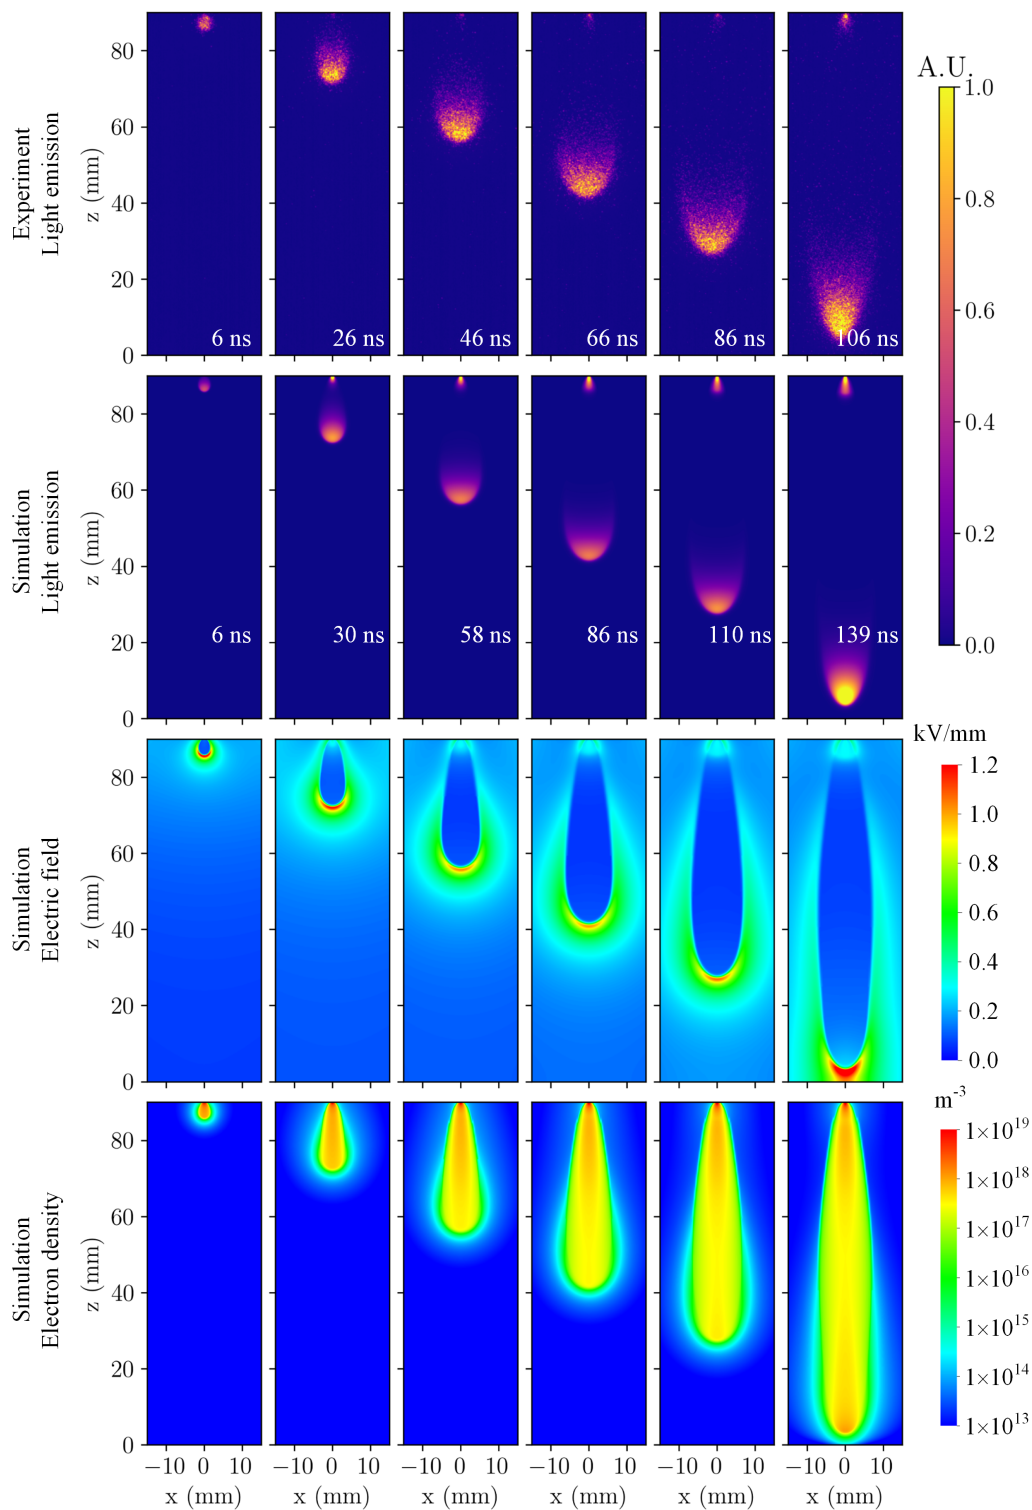 A.U.
Experiment
Light emission
z (mm)
80
60
40
20
0
6 ns
26 ns
46 ns
66 ns
86 ns
106 ns
1.0
0.8
0.6
0.4
0.2
0.0
Simulation
Light emission
z (mm)
80
60
40
20
0
6 ns
30 ns
58 ns
86 ns
110 ns
139 ns
Simulation
Electric field
z (mm)
80
60
40
20
0
kV/mm
1.2
1.0
0.8
0.6
0.4
0.2
0.0
Simulation
Electron density
z (mm)
80
60
40
20
0
m⁻³
1×10¹⁹
1×10¹⁸
1×10¹⁷
1×10¹⁶
1×10¹⁵
1×10¹⁴
1×10¹³
−10 0 10
−10 0 10
−10 0 10
−10 0 10
−10 0 10
−10 0 10
x (mm)
x (mm)
x (mm)
x (mm)
x (mm)
x (mm)